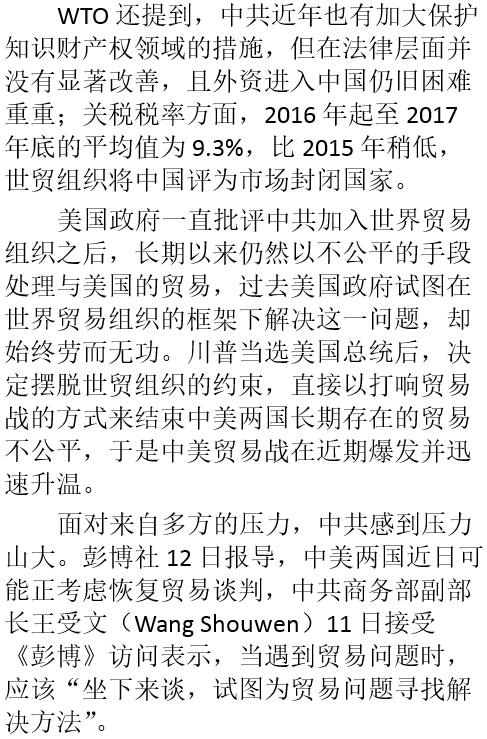 WTO 还提到，中共近年也有加大保护
知识财产权领域的措施，但在法律层面并
没有显著改善，且外资进入中国仍旧困难
重重；关税税率方面，2016 年起至 2017
年底的平均值为 9.3%，比 2015 年稍低，
世贸组织将中国评为市场封闭国家。
美国政府一直批评中共加入世界贸易
组织之后，长期以来仍然以不公平的手段
处理与美国的贸易，过去美国政府试图在
世界贸易组织的框架下解决这一问题，却
始终劳而无功。川普当选美国总统后，决
定摆脱世贸组织的约束，直接以打响贸易
战的方式来结束中美两国长期存在的贸易
不公平，于是中美贸易战在近期爆发并迅
速升温。
面对来自多方的压力，中共感到压力
山大。彭博社 12 日报导，中美两国近日可
能正考虑恢复贸易谈判，中共商务部副部
长王受文（Wang Shouwen）11 日接受
《彭博》访问表示，当遇到贸易问题时，
应该“坐下来谈，试图为贸易问题寻找解
决方法”。